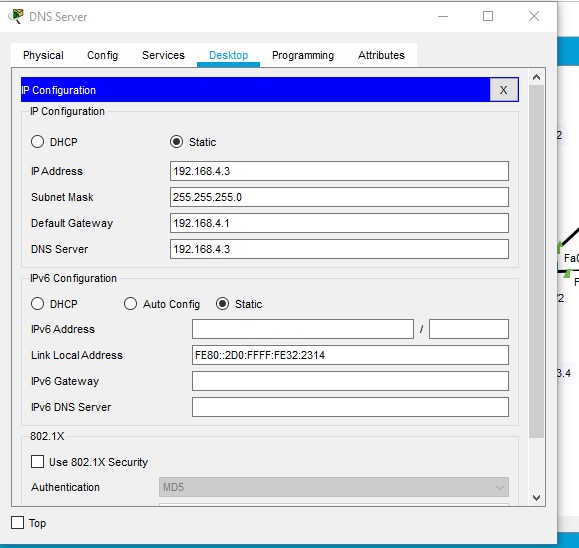 DNS Server
Physical Config Services Desktop Programming Attributes
IP Configuration X
IP Configuration
DHCP Static
IP Address 192.168.4.3
Subnet Mask 255.255.255.0
Default Gateway 192.168.4.1
DNS Server 192.168.4.3
IPv6 Configuration
DHCP Auto Config Static
IPv6 Address /
Link Local Address FE80::2D0:FFFF:FE32:2314
IPv6 Gateway
IPv6 DNS Server
802.1X
Use 802.1X Security
Authentication MD5
Top
2
Fa0
F
/2
3.4